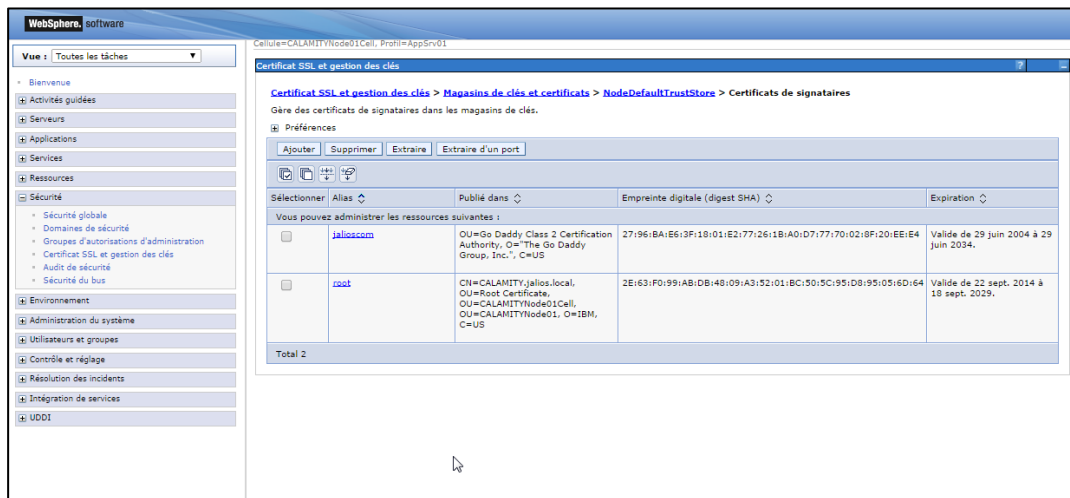 WebSphere. software
Cellule=CALAMITYNode01Cell, Profil=AppSrv01
Vue : Toutes les tâches
Bienvenue
Activités guidées
Serveurs
Applications
Services
Ressources
Sécurité
Sécurité globale
Domaines de sécurité
Groupes d'autorisations d'administration
Certificat SSL et gestion des clés
Audit de sécurité
Sécurité du bus
Environnement
Administration du système
Utilisateurs et groupes
Contrôle et réglage
Résolution des incidents
Intégration de services
UDDI
Certificat SSL et gestion des clés ?
Certificat SSL et gestion des clés > Magasins de clés et certificats > NodeDefaultTrustStore > Certificats de signataires
Gère des certificats de signataires dans les magasins de clés.
Préférences
Ajouter Supprimer Extraire Extraire d'un port
Sélectionner Alias Publié dans Empreinte digitale (digest SHA) Expiration
Vous pouvez administrer les ressources suivantes :
jalioscom OU=Go Daddy Class 2 Certification 27:96:BA:E6:3F:18:01:E2:77:26:1B:A0:D7:77:70:02:8F:20:EE:E4 Valide de 29 juin 2004 à 29
Authority, O="The Go Daddy juin 2034.
Group, Inc.", C=US
root CN=CALAMITY.jalios.local, 2E:63:F0:99:AB:DB:48:09:A3:52:01:BC:50:5C:95:D8:95:05:6D:64 Valide de 22 sept. 2014 à
OU=Root Certificate, 18 sept. 2029.
OU=CALAMITYNode01Cell,
OU=CALAMITYNode01, O=IBM,
C=US
Total 2